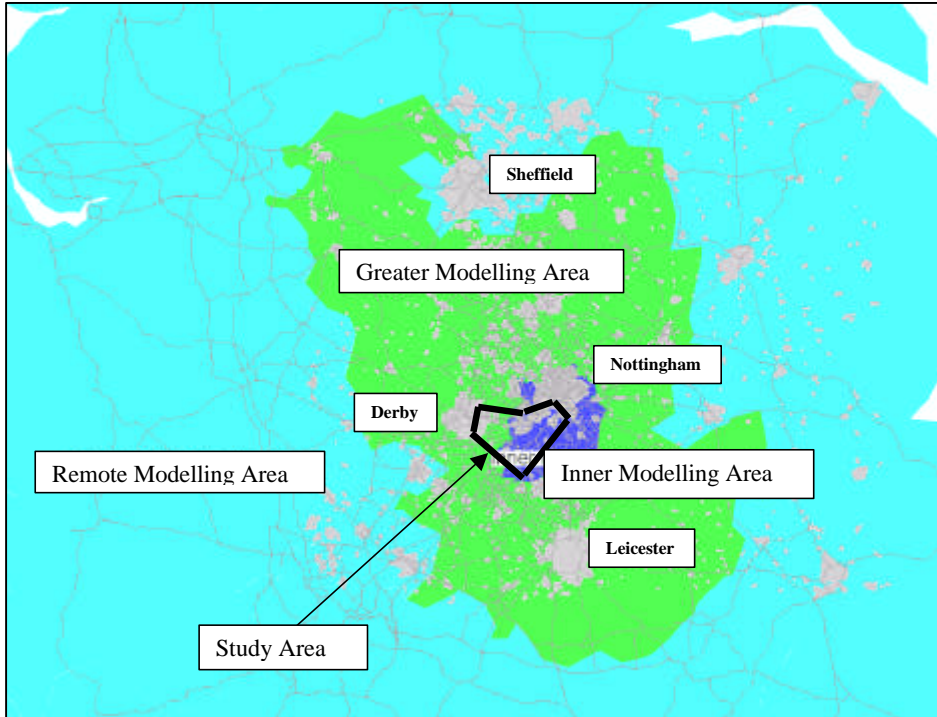 Sheffield
Greater Modelling Area
Nottingham
Derby
Remote Modelling Area
Inner Modelling Area
Leicester
Study Area